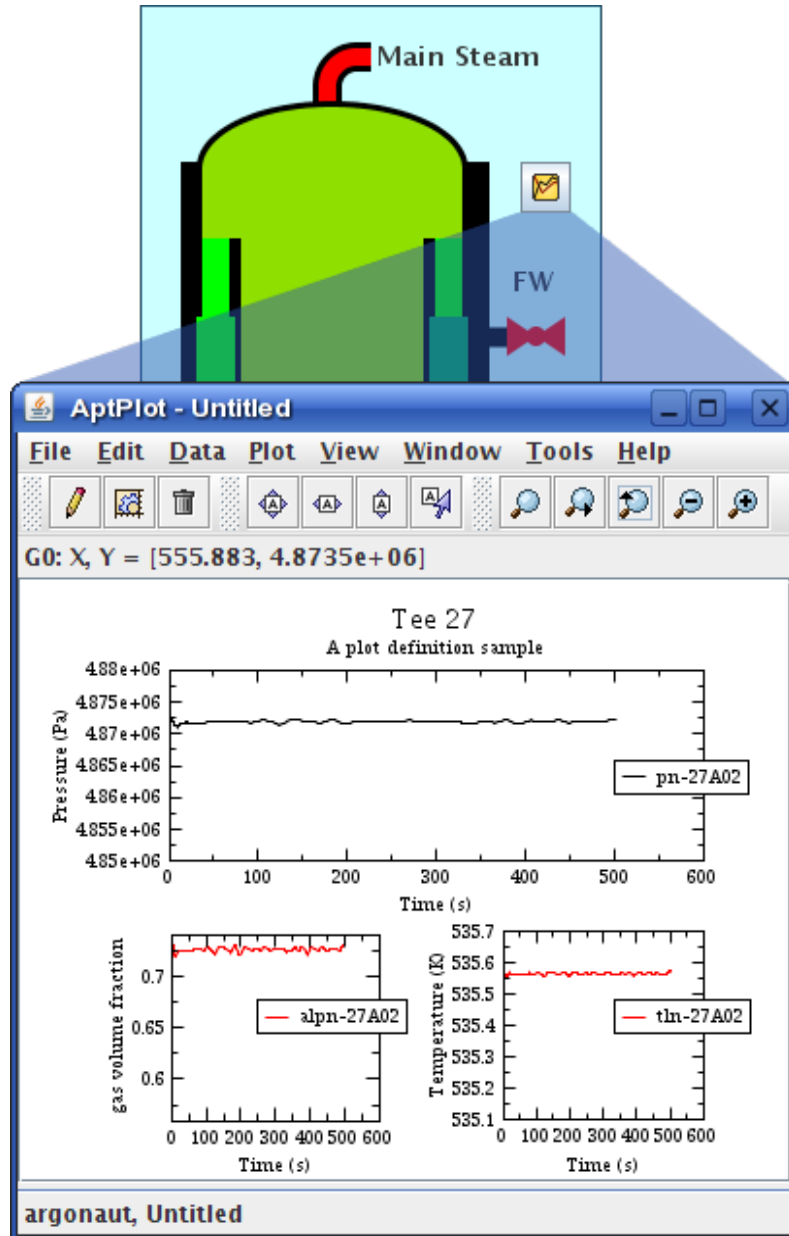 Main Steam
FW
AptPlot - Untitled
File Edit Data Plot View Window Tools Help
G0: X, Y = [555.883, 4.8735e+06]
Tee 27
A plot definition sample
4.88e+06
4.875e+06
4.87e+06
4.865e+06
4.86e+06
4.855e+06
4.85e+06
Pressure (Pa)
pn-27A02
0 100 200 300 400 500 600
Time (s)
gas volume fraction
0.7
0.65
0.6
alpn-27A02
0 100 200 300 400 500 600
Time (s)
535.7
535.6
535.5
535.4
535.3
535.2
535.1
Temperature (K)
tln-27A02
0 100 200 300 400 500 600
Time (s)
argonaut, Untitled